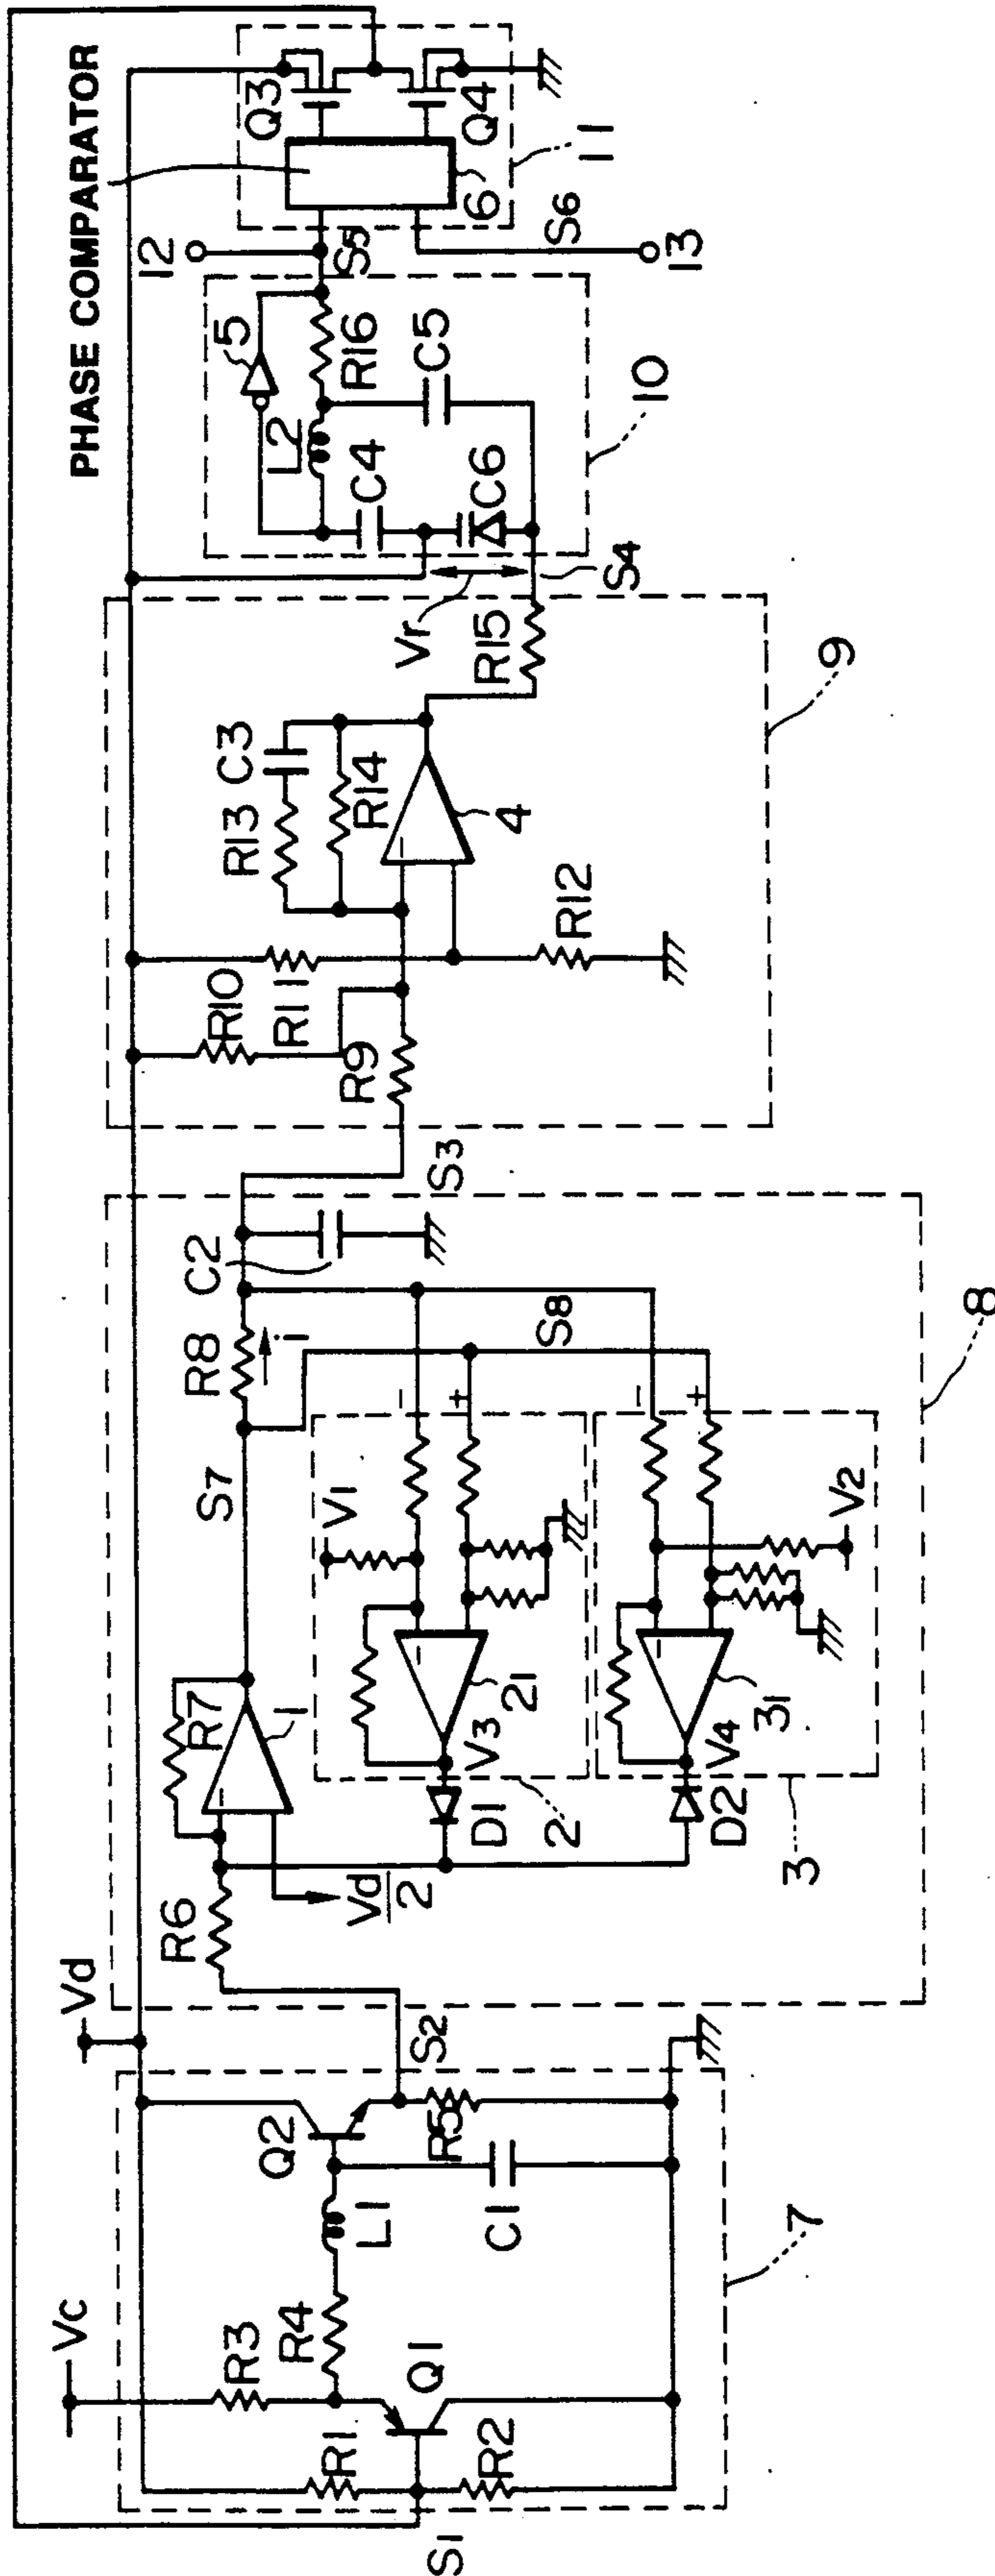 PHASE COMPARATOR
Vc
Vd
S1
R1
R2
R3
Q1
R4
L1
C1
Q2
R5
S2
7
R6
R7
1
Vd
2
S7
R8
i
C2
S3
S8
V1
−
+
−
21
V3
D1
2
V2
−
+
−
31
V4
D2
3
8
R9
R10
R11
R12
R13
C3
R14
−
4
R15
9
Vr
S4
C4
C6
L2
5
R16
C5
10
12
S5
S6
13
6
Q3
Q4
11